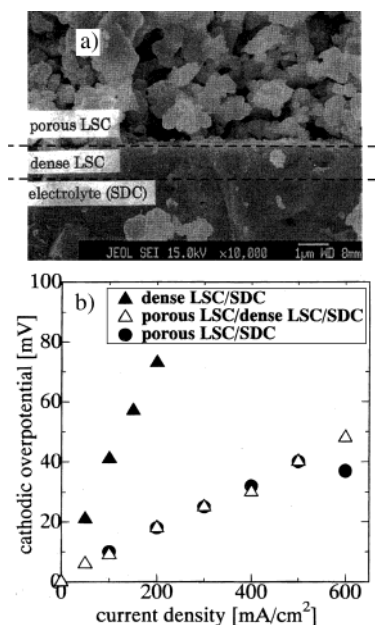 a)
porous LSC
dense LSC
electrolyte (SDC)
JEOL SEI 15.0kV ×10,000 1μm WD 8mm
b)
▲ dense LSC/SDC
△ porous LSC/dense LSC/SDC
● porous LSC/SDC
100
80
60
40
20
0
cathodic overpotential [mV]
0 200 400 600
current density [mA/cm²]